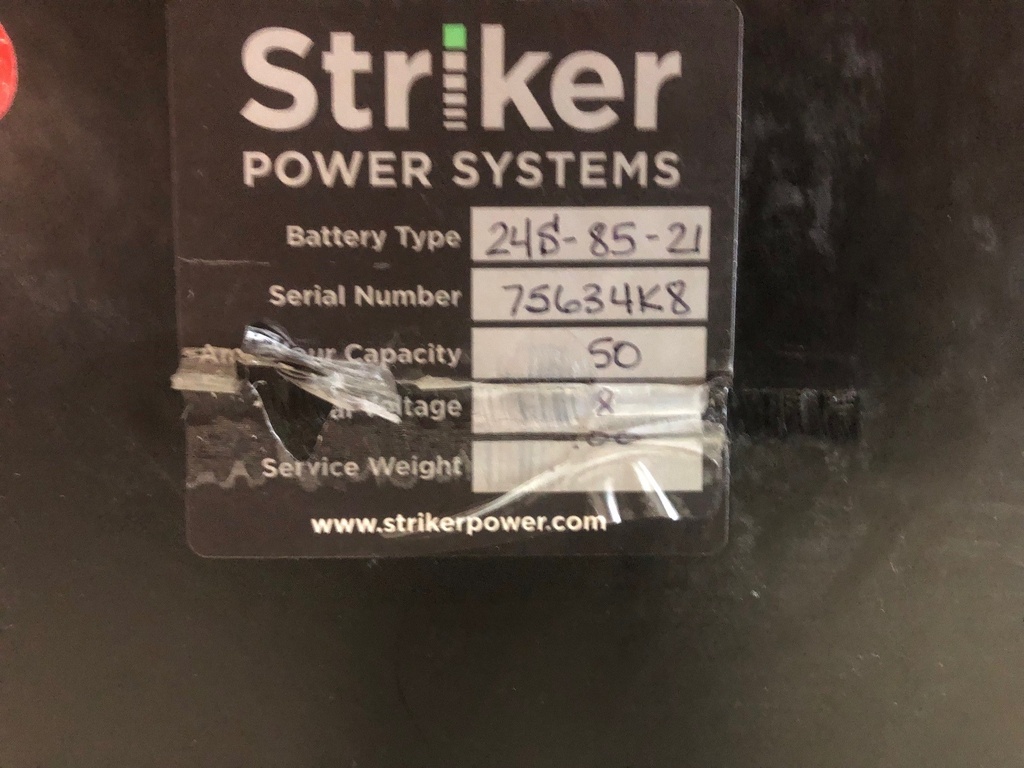 Striker
POWER SYSTEMS
Battery Type 24S-85-21
Serial Number 75634K8
Capacity 50
Service Weight
www.strikerpower.com